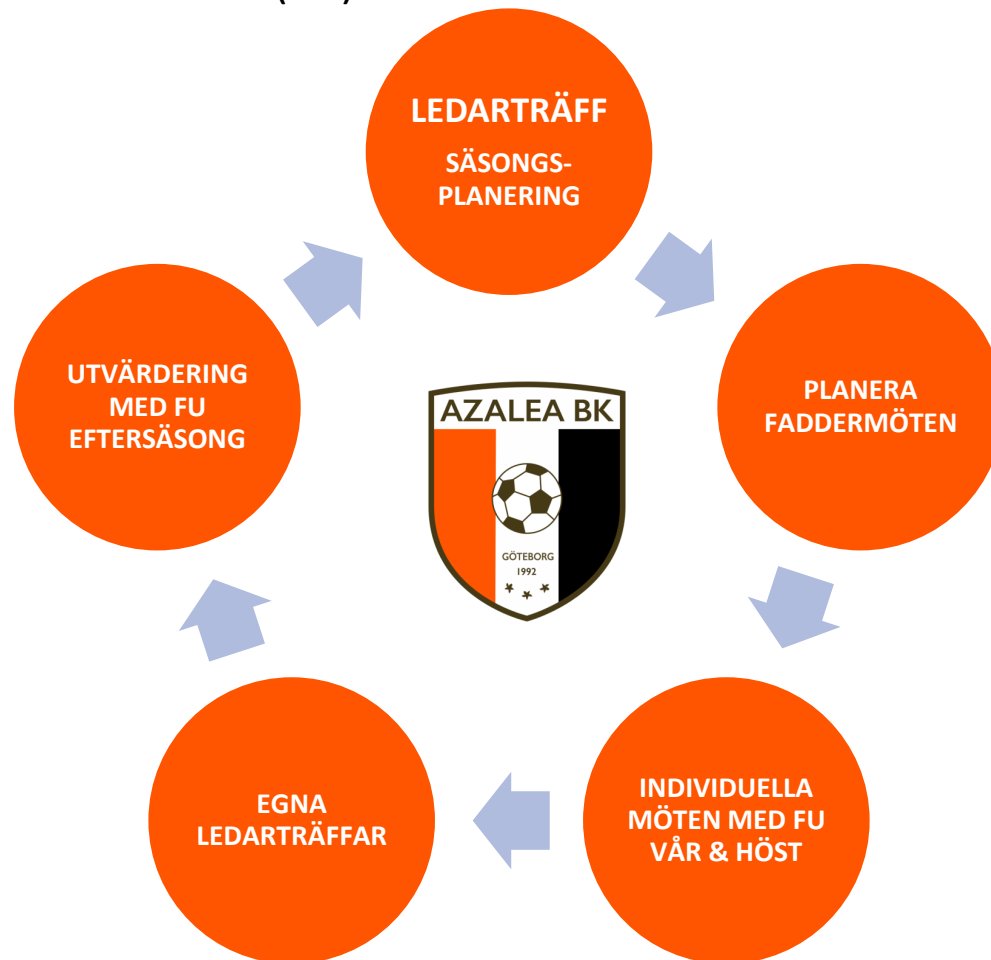 LEDARTRÄFF
SÄSONGS-
PLANERING
PLANERA
FADDERMÖTEN
INDIVIDUELLA
MÖTEN MED FU
VÅR & HÖST
EGNA
LEDARTRÄFFAR
UTVÄRDERING
MED FU
EFTERSÄSONG
AZALEA BK
GÖTEBORG
1992